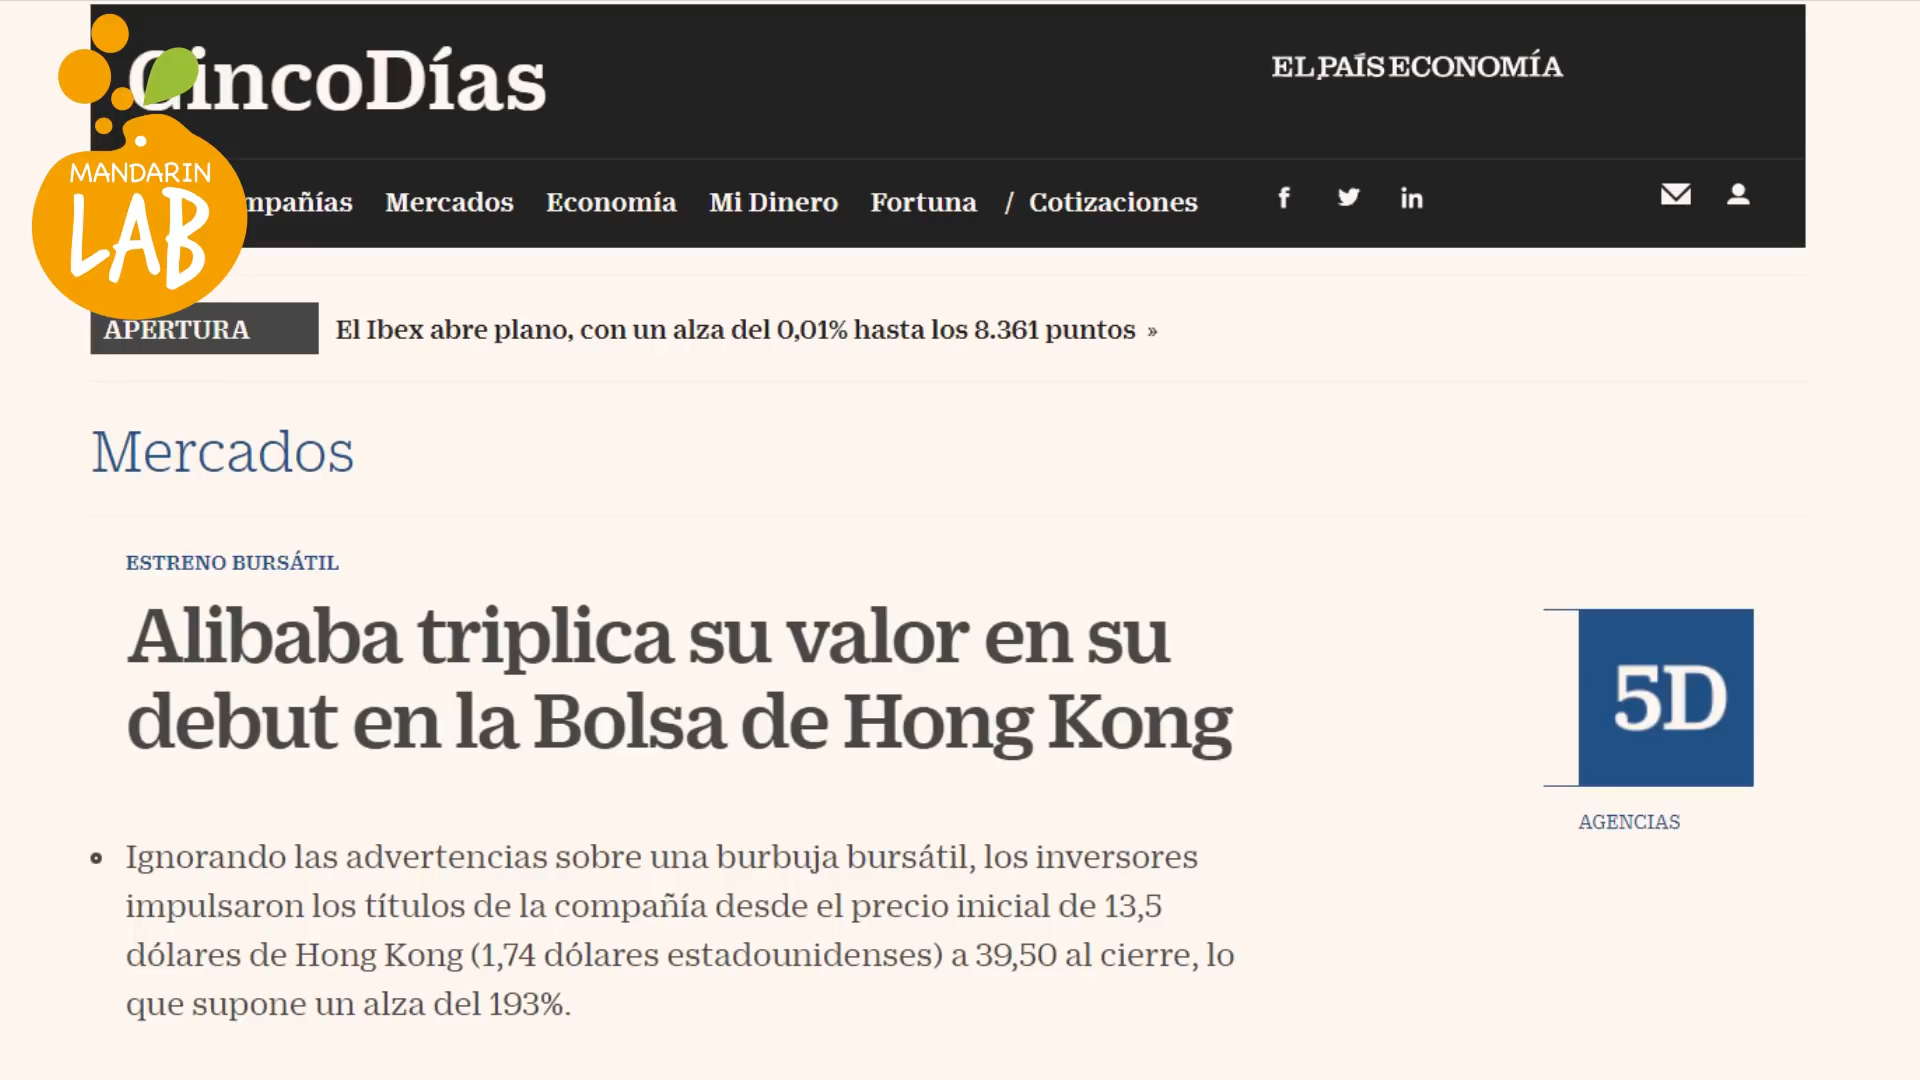 CincoDías
EL PAÍS ECONOMÍA
MANDARIN
LAB
mpañías Mercados Economía Mi Dinero Fortuna / Cotizaciones
APERTURA El Ibex abre plano, con un alza del 0,01% hasta los 8.361 puntos »
Mercados
ESTRENO BURSÁTIL
Alibaba triplica su valor en su
debut en la Bolsa de Hong Kong
5D
AGENCIAS
Ignorando las advertencias sobre una burbuja bursátil, los inversores
impulsaron los títulos de la compañía desde el precio inicial de 13,5
dólares de Hong Kong (1,74 dólares estadounidenses) a 39,50 al cierre, lo
que supone un alza del 193%.